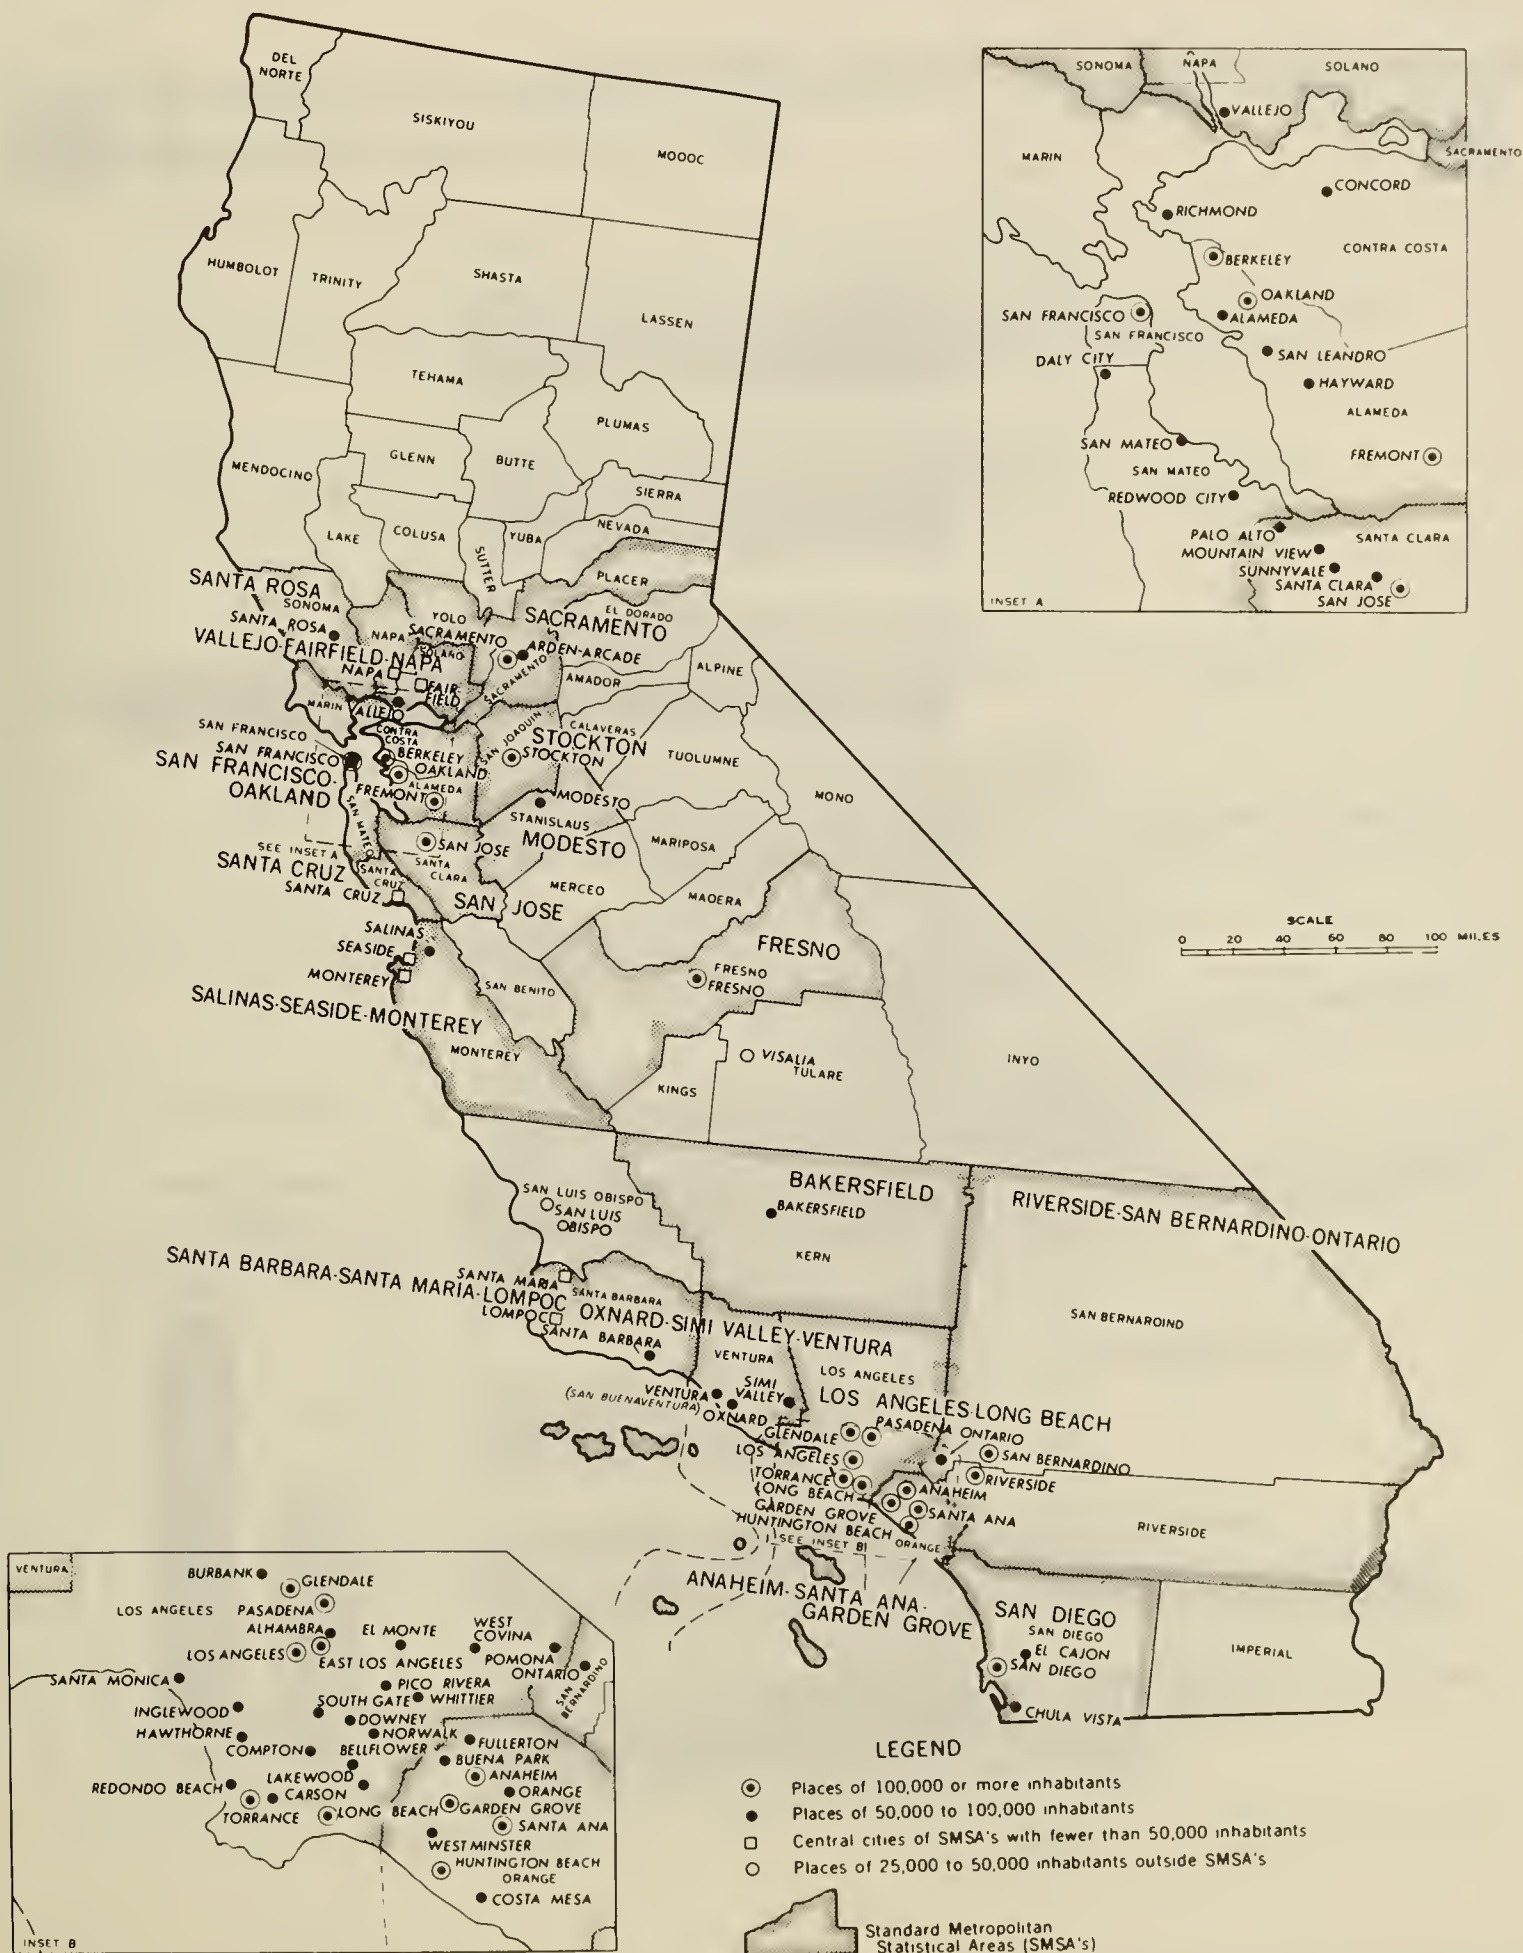 DEL
NORTE
SISKIYOU
MOOOC
HUMBOLOT
TRINITY
SHASTA
LASSEN
TEHAMA
PLUMAS
MENDOCINO
GLENN
BUTTE
SIERRA
LAKE
COLUSA
SUTTER
YUBA
NEVADA
PLACER
SANTA ROSA
SONOMA
SANTA ROSA
YOLO
EL DORADO
SACRAMENTO
NAPA
SACRAMENTO
SOLANO
ARDEN-ARCADE
VALLEJO-FAIRFIELD-NAPA
NAPA
FAIR
FIELD
SACRAMENTO
AMADOR
ALPINE
MARIN
VALLEJO
SAN FRANCISCO
CONTRA
COSTA
SAN JOAQUIN
CALAVERAS
STOCKTON
STOCKTON
TUOLUMNE
SAN FRANCISCO
BERKELEY
OAKLAND
SAN FRANCISCO-
OAKLAND
FREMONT
ALAMEDA
MODESTO
MONO
SAN MATEO
STANISLAUS
MODESTO
MARIPOSA
SEE INSET A
SAN JOSE
SANTA
CLARA
SANTA CRUZ
SANTA
CRUZ
SANTA CRUZ
MERCEO
MAOERA
SAN JOSE
SALINAS
SEASIDE
MONTEREY
FRESNO
FRESNO
FRESNO
SAN BENITO
SALINAS-SEASIDE-MONTEREY
MONTEREY
VISALIA
TULARE
KINGS
INYO
SAN LUIS OBISPO
SAN LUIS
OBISPO
BAKERSFIELD
BAKERSFIELD
KERN
RIVERSIDE-SAN BERNARDINO-ONTARIO
SANTA BARBARA-SANTA MARIA-LOMPOC
SANTA MARIA
SANTA BARBARA
LOMPOC
SANTA BARBARA
OXNARD-SIMI VALLEY-VENTURA
SAN BERNAROIND
VENTURA
LOS ANGELES
SIMI
VALLEY
VENTURA
(SAN BUENAVENTURA)
OXNARD
LOS ANGELES-LONG BEACH
GLENDALE
PASADENA
ONTARIO
LOS ANGELES
SAN BERNARDINO
TORRANCE
RIVERSIDE
LONG BEACH
ANAHEIM
GARDEN GROVE
SANTA ANA
HUNTINGTON BEACH
SEE INSET B
ORANGE
RIVERSIDE
ANAHEIM-SANTA ANA-
GARDEN GROVE
SAN DIEGO
SAN DIEGO
EL CAJON
SAN DIEGO
CHULA VISTA
IMPERIAL
SONOMA
NAPA
SOLANO
VALLEJO
MARIN
SACRAMENTO
CONCORD
RICHMOND
CONTRA COSTA
BERKELEY
OAKLAND
SAN FRANCISCO
ALAMEDA
SAN FRANCISCO
DALY CITY
SAN LEANDRO
HAYWARD
ALAMEDA
SAN MATEO
FREMONT
SAN MATEO
REDWOOD CITY
PALO ALTO
SANTA CLARA
MOUNTAIN VIEW
SUNNYVALE
SANTA CLARA
SAN JOSE
INSET A
SCALE
0 20 40 60 80 100 MILES
VENTURA
BURBANK
GLENDALE
LOS ANGELES
PASADENA
ALHAMBRA
EL MONTE
WEST
COVINA
LOS ANGELES
EAST LOS ANGELES
POMONA
ONTARIO
SAN
BERNARDINO
SANTA MONICA
PICO RIVERA
INGLEWOOD
SOUTH GATE
WHITTIER
DOWNEY
HAWTHORNE
NORWALK
FULLERTON
COMPTON
BELLFLOWER
BUENA PARK
LAKEWOOD
ANAHEIM
REDONDO BEACH
CARSON
ORANGE
TORRANCE
LONG BEACH
GARDEN GROVE
SANTA ANA
WESTMINSTER
HUNTINGTON BEACH
ORANGE
COSTA MESA
INSET B
LEGEND
Places of 100,000 or more inhabitants
Places of 50,000 to 100,000 inhabitants
Central cities of SMSA's with fewer than 50,000 inhabitants
Places of 25,000 to 50,000 inhabitants outside SMSA's
Standard Metropolitan
Statistical Areas (SMSA's)